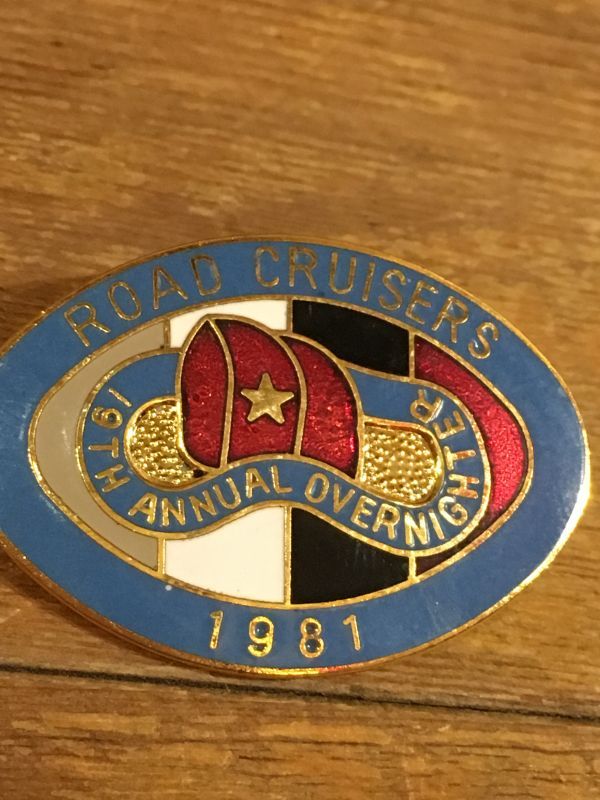 ROAD CRUISERS
19TH ANNUAL OVERNIGHTER
1981